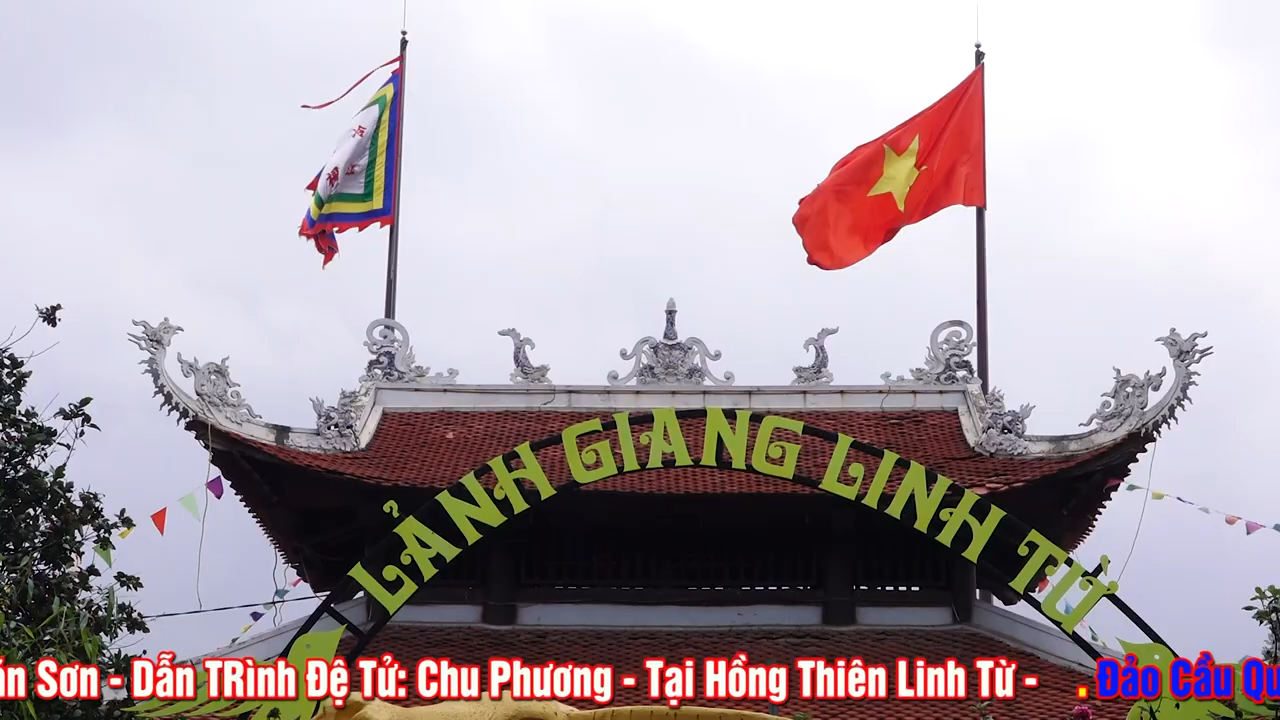 LẢNH GIANG LINH TỪ
Sơn - Dẫn TRình Đệ Tử: Chu Phương - Tại Hồng Thiên Linh Từ - . Đảo Cầu